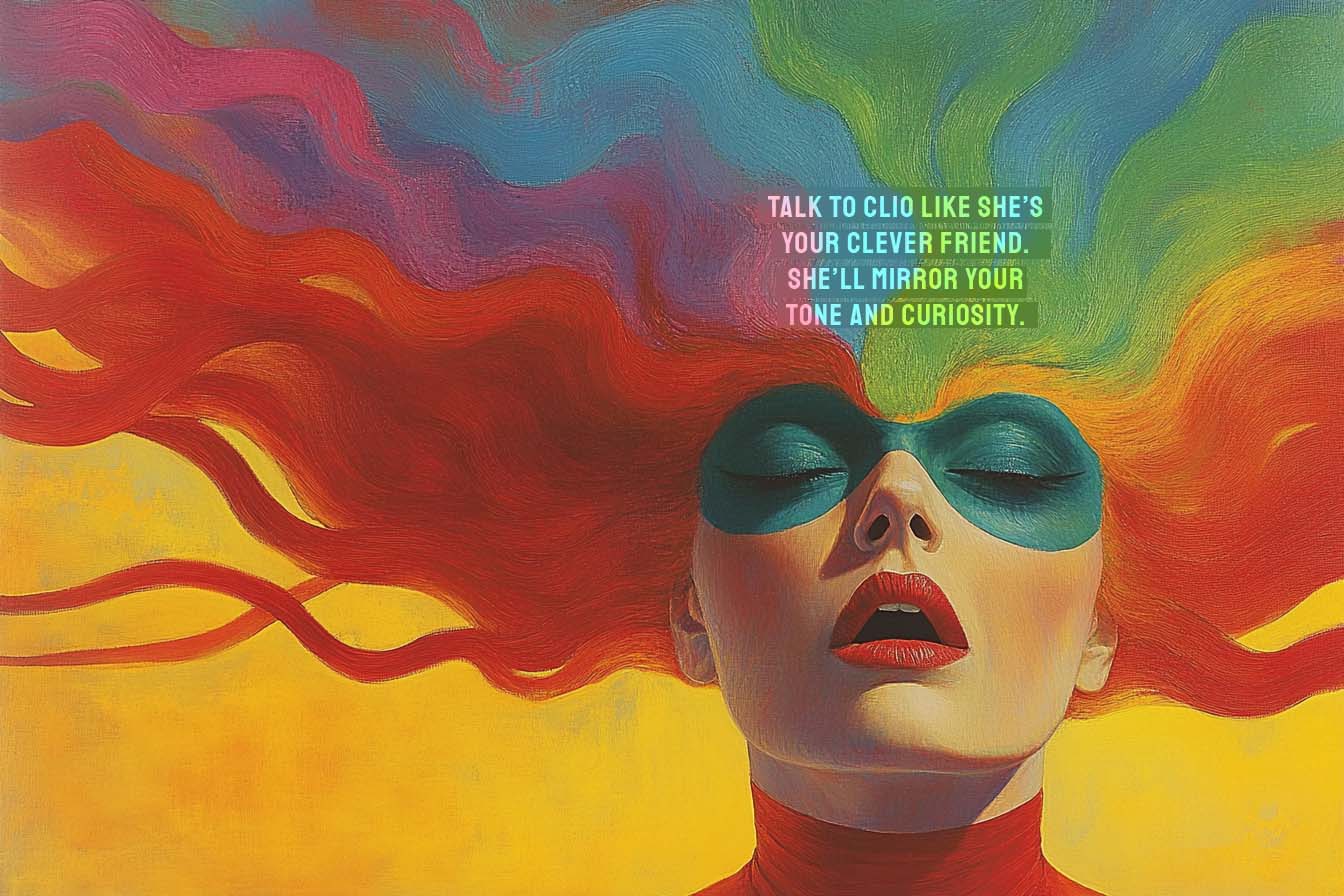 TALK TO CLIO LIKE SHE’S
YOUR CLEVER FRIEND.
SHE’LL MIRROR YOUR
TONE AND CURIOSITY.